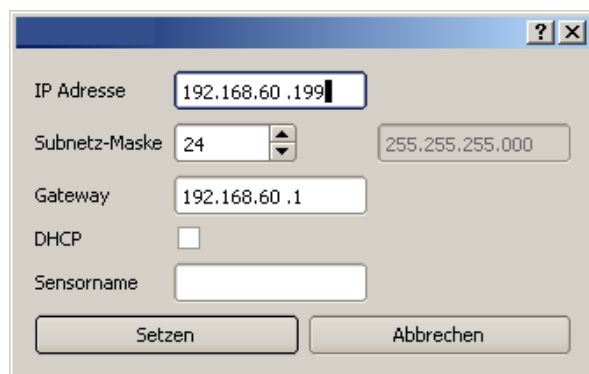 IP Adresse 192.168.60 .199
Subnetz-Maske 24 255.255.255.000
Gateway 192.168.60 .1
DHCP
Sensorname
Setzen Abbrechen